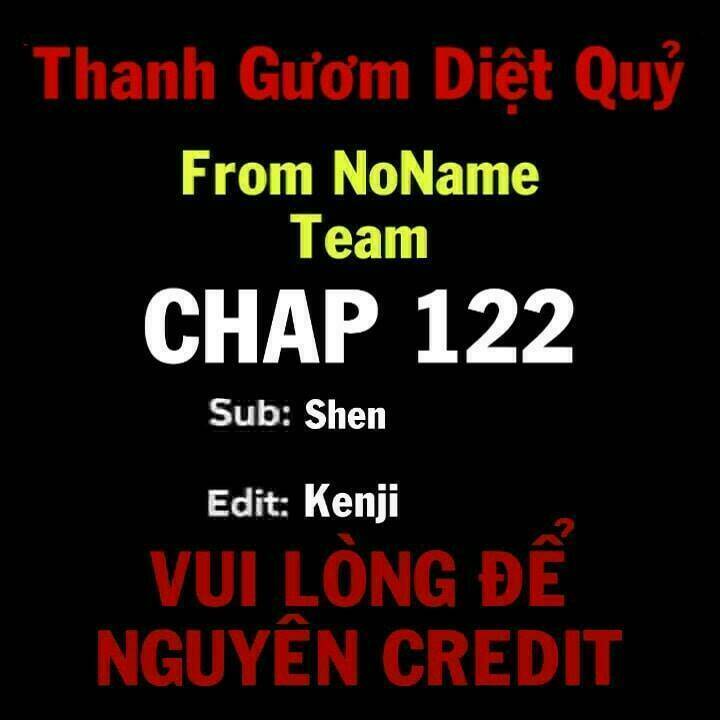 Thanh Gươm Diệt Quỷ
From NoName
Team
CHAP 122
Sub: Shen
Edit: Kenji
VUI LÒNG ĐỂ
NGUYÊN CREDIT